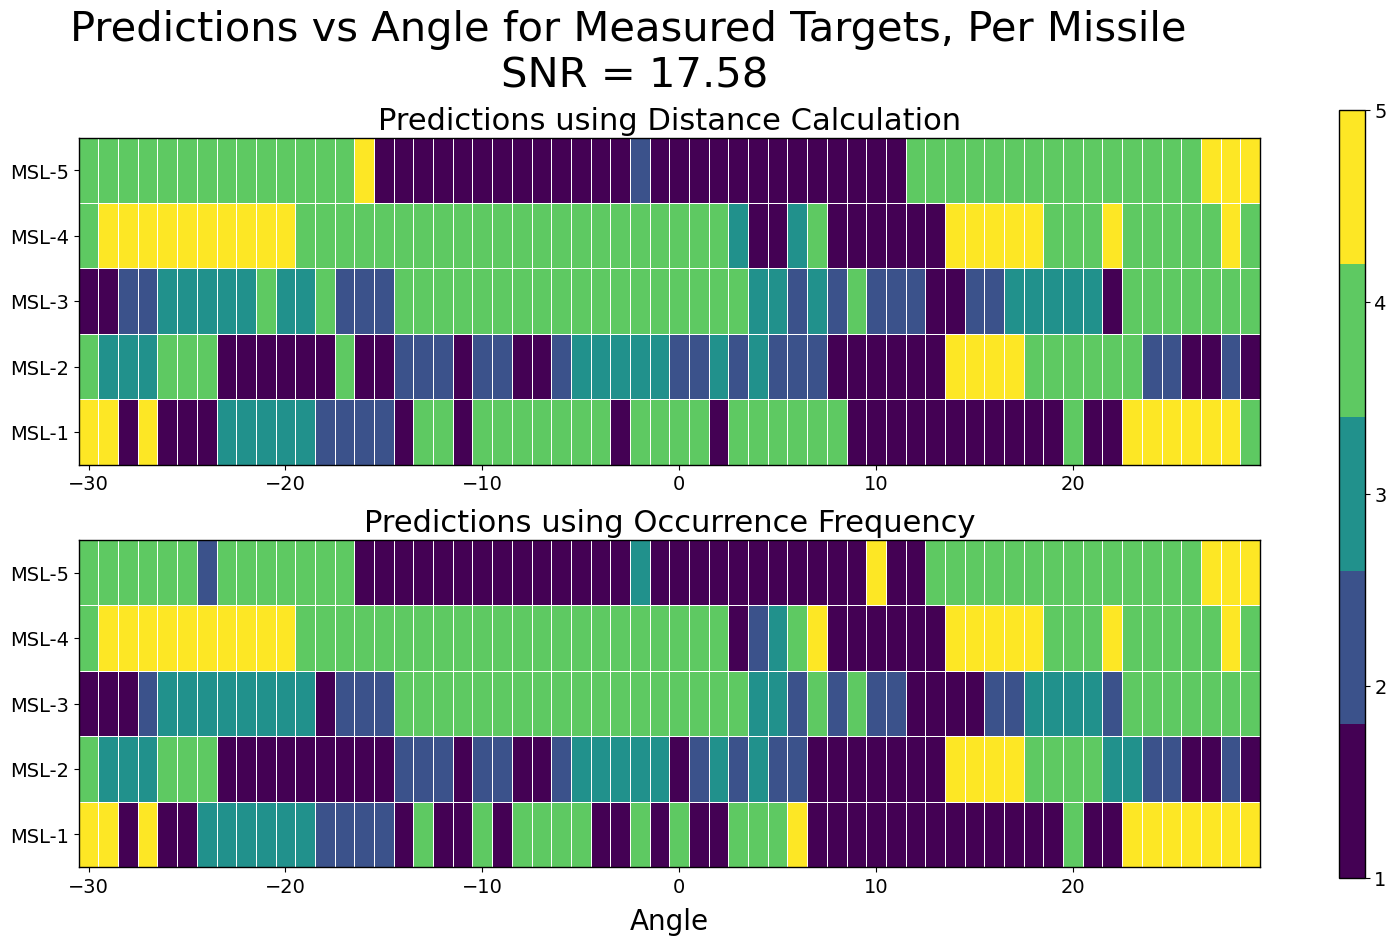 Predictions vs Angle for Measured Targets, Per Missile
SNR = 17.58
Predictions using Distance Calculation
MSL-5
MSL-4
MSL-3
MSL-2
MSL-1
−30 −20 −10 0 10 20
Predictions using Occurrence Frequency
MSL-5
MSL-4
MSL-3
MSL-2
MSL-1
−30 −20 −10 0 10 20
Angle
5
4
3
2
1